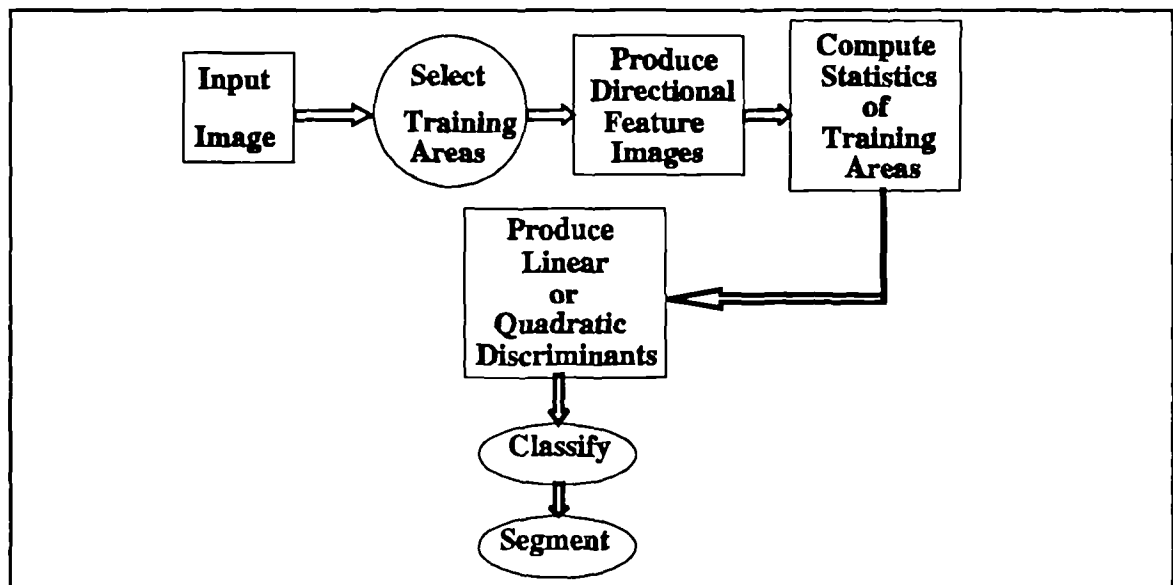 Input
Image
Select
Training
Areas
Produce
Directional
Feature
Images
Compute
Statistics
of
Training
Areas
Produce
Linear
or
Quadratic
Discriminants
Classify
Segment